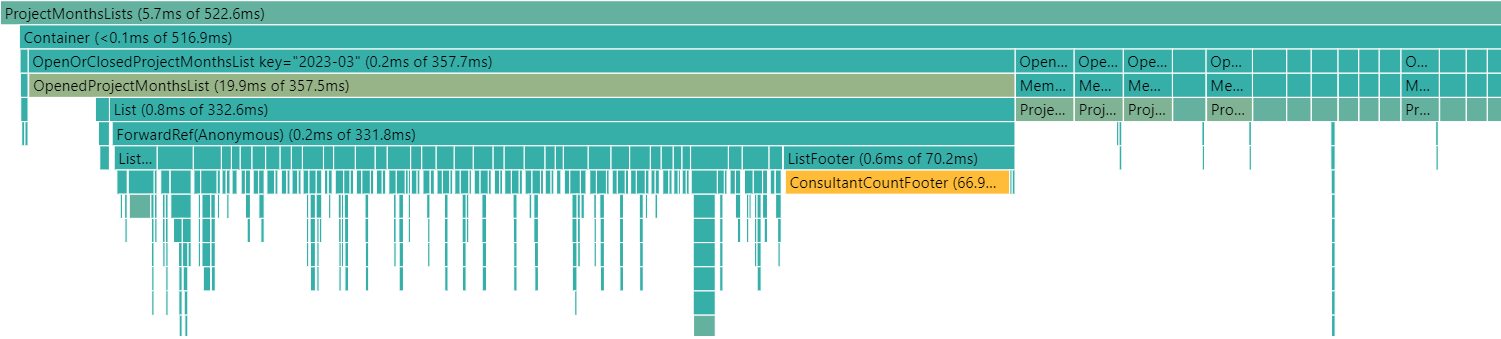 ProjectMonthsLists (5.7ms of 522.6ms)
Container (<0.1ms of 516.9ms)
OpenOrClosedProjectMonthsList key="2023-03" (0.2ms of 357.7ms) Open... Ope... Ope... Op... O...
OpenedProjectMonthsList (19.9ms of 357.5ms) Mem... Me... Me... Me... M...
List (0.8ms of 332.6ms) Proje... Proj... Proj... Pro... Pr...
ForwardRef(Anonymous) (0.2ms of 331.8ms)
List... ListFooter (0.6ms of 70.2ms)
ConsultantCountFooter (66.9...